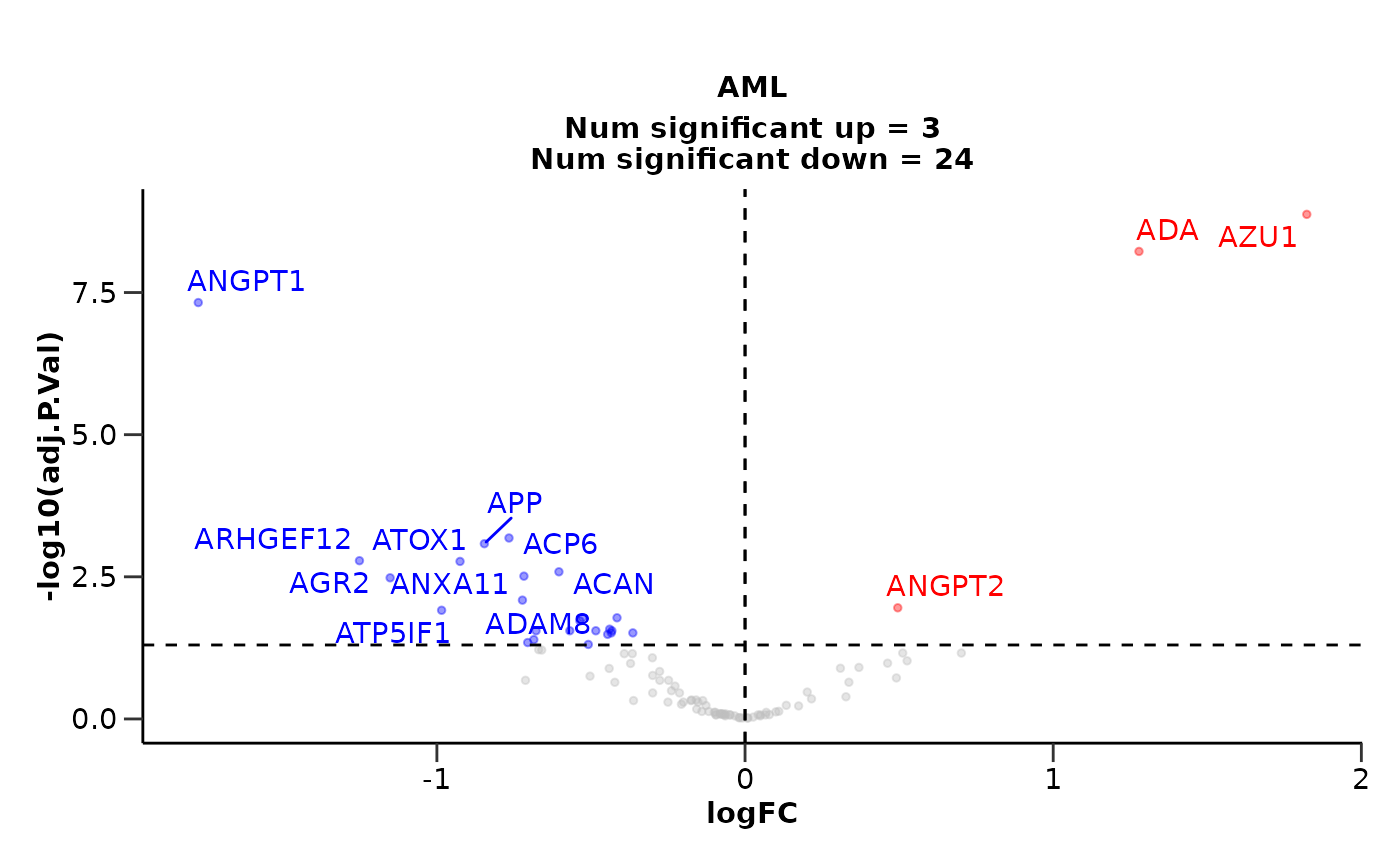 AML
Num significant up = 3
Num significant down = 24
-log10(adj.P.Val)
7.5
5.0
2.5
0.0
ADA
AZU1
ANGPT1
APP
ARHGEF12
ATOX1
ACP6
AGR2
ANXA11
ACAN
ANGPT2
ADAM8
ATP5IF1
-1
0
1
2
logFC